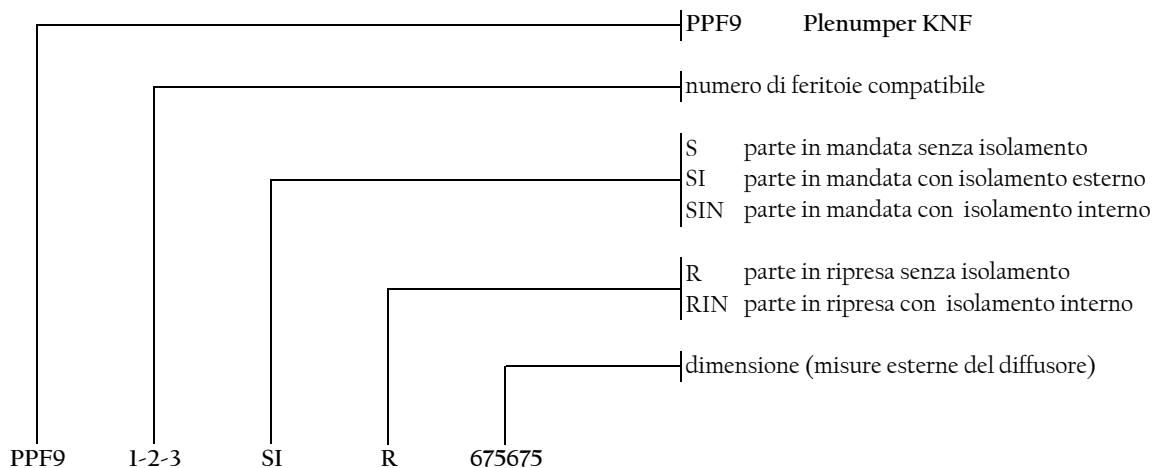 PPF9 Plenumper KNF
numero di feritoie compatibile
S parte in mandata senza isolamento
SI parte in mandata con isolamento esterno
SIN parte in mandata con isolamento interno
R parte in ripresa senza isolamento
RIN parte in ripresa con isolamento interno
dimensione (misure esterne del diffusore)
PPF9 1-2-3 SI R 675675